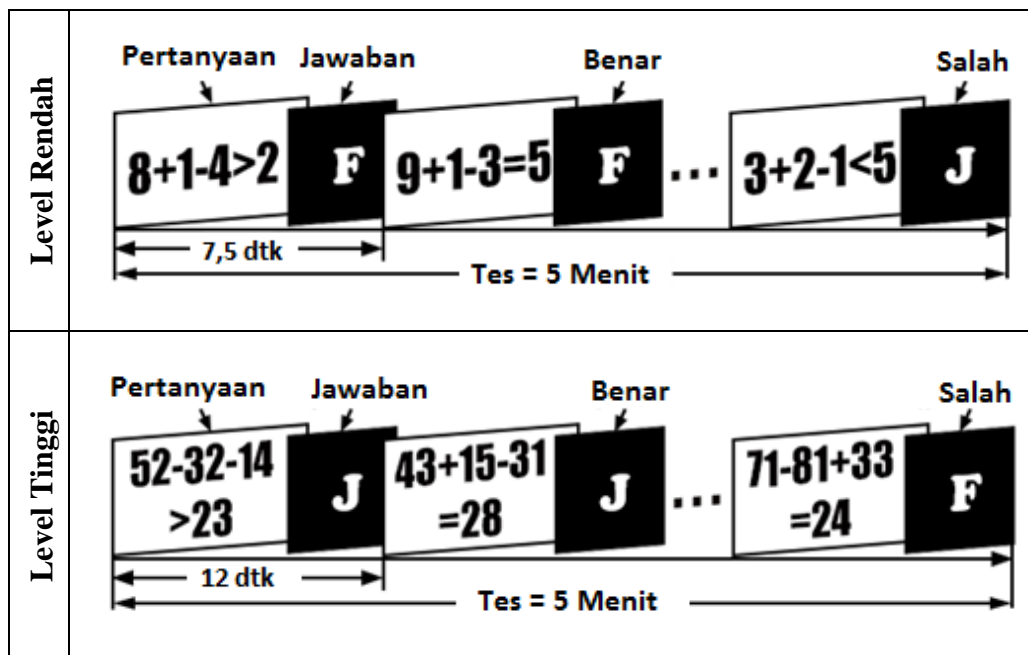 Level Rendah
Pertanyaan Jawaban Benar Salah
8+1-4>2 F 9+1-3=5 F ... 3+2-1<5 J
7,5 dtk
Tes = 5 Menit
Level Tinggi
Pertanyaan Jawaban Benar Salah
52-32-14 J 43+15-31 J ... 71-81+33 F
>23 =28 =24
12 dtk
Tes = 5 Menit